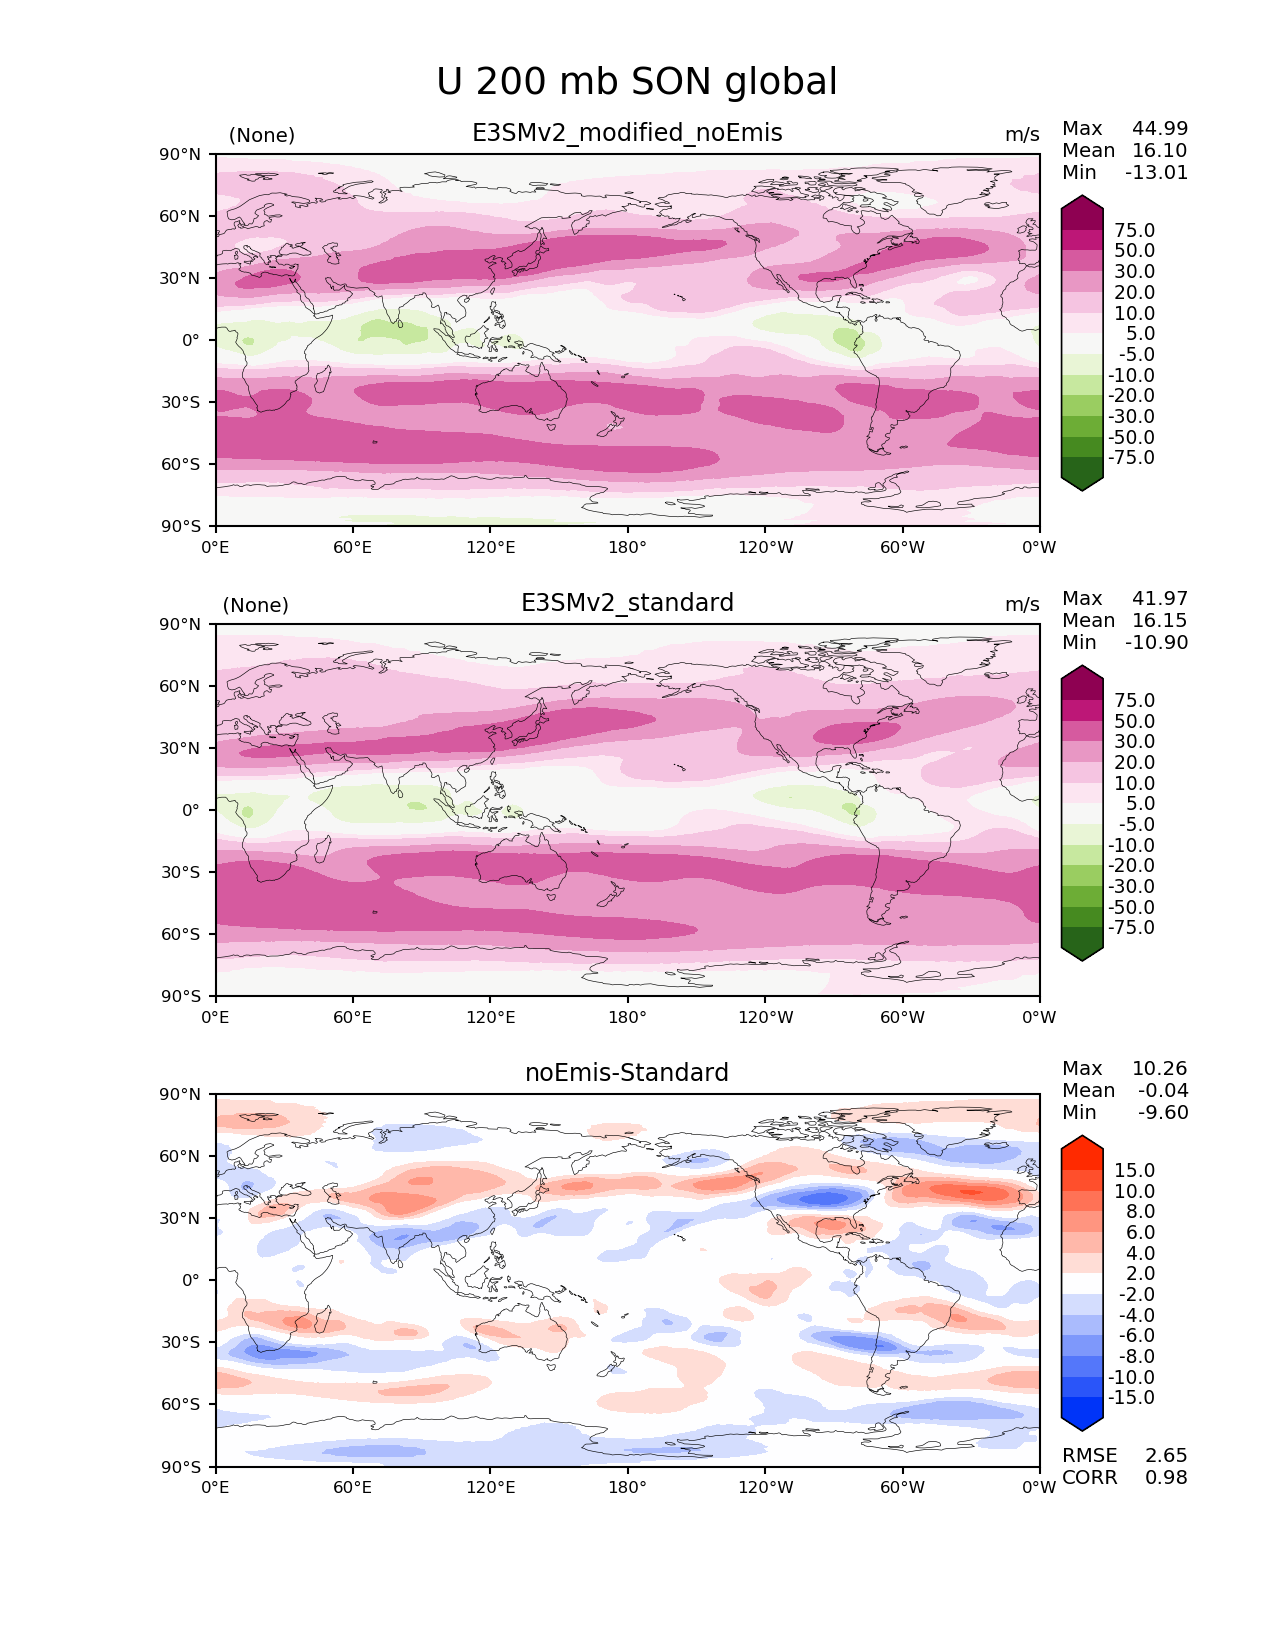 U 200 mb SON global
(None) E3SMv2_modified_noEmis m/s
Max 44.99
Mean 16.10
Min -13.01
90°N
60°N
30°N
0°
30°S
60°S
90°S
0°E 60°E 120°E 180° 120°W 60°W 0°W
75.0
50.0
30.0
20.0
10.0
5.0
-5.0
-10.0
-20.0
-30.0
-50.0
-75.0
(None) E3SMv2_standard m/s
Max 41.97
Mean 16.15
Min -10.90
90°N
60°N
30°N
0°
30°S
60°S
90°S
0°E 60°E 120°E 180° 120°W 60°W 0°W
75.0
50.0
30.0
20.0
10.0
5.0
-5.0
-10.0
-20.0
-30.0
-50.0
-75.0
noEmis-Standard
Max 10.26
Mean -0.04
Min -9.60
90°N
60°N
30°N
0°
30°S
60°S
90°S
0°E 60°E 120°E 180° 120°W 60°W 0°W
15.0
10.0
8.0
6.0
4.0
2.0
-2.0
-4.0
-6.0
-8.0
-10.0
-15.0
RMSE 2.65
CORR 0.98